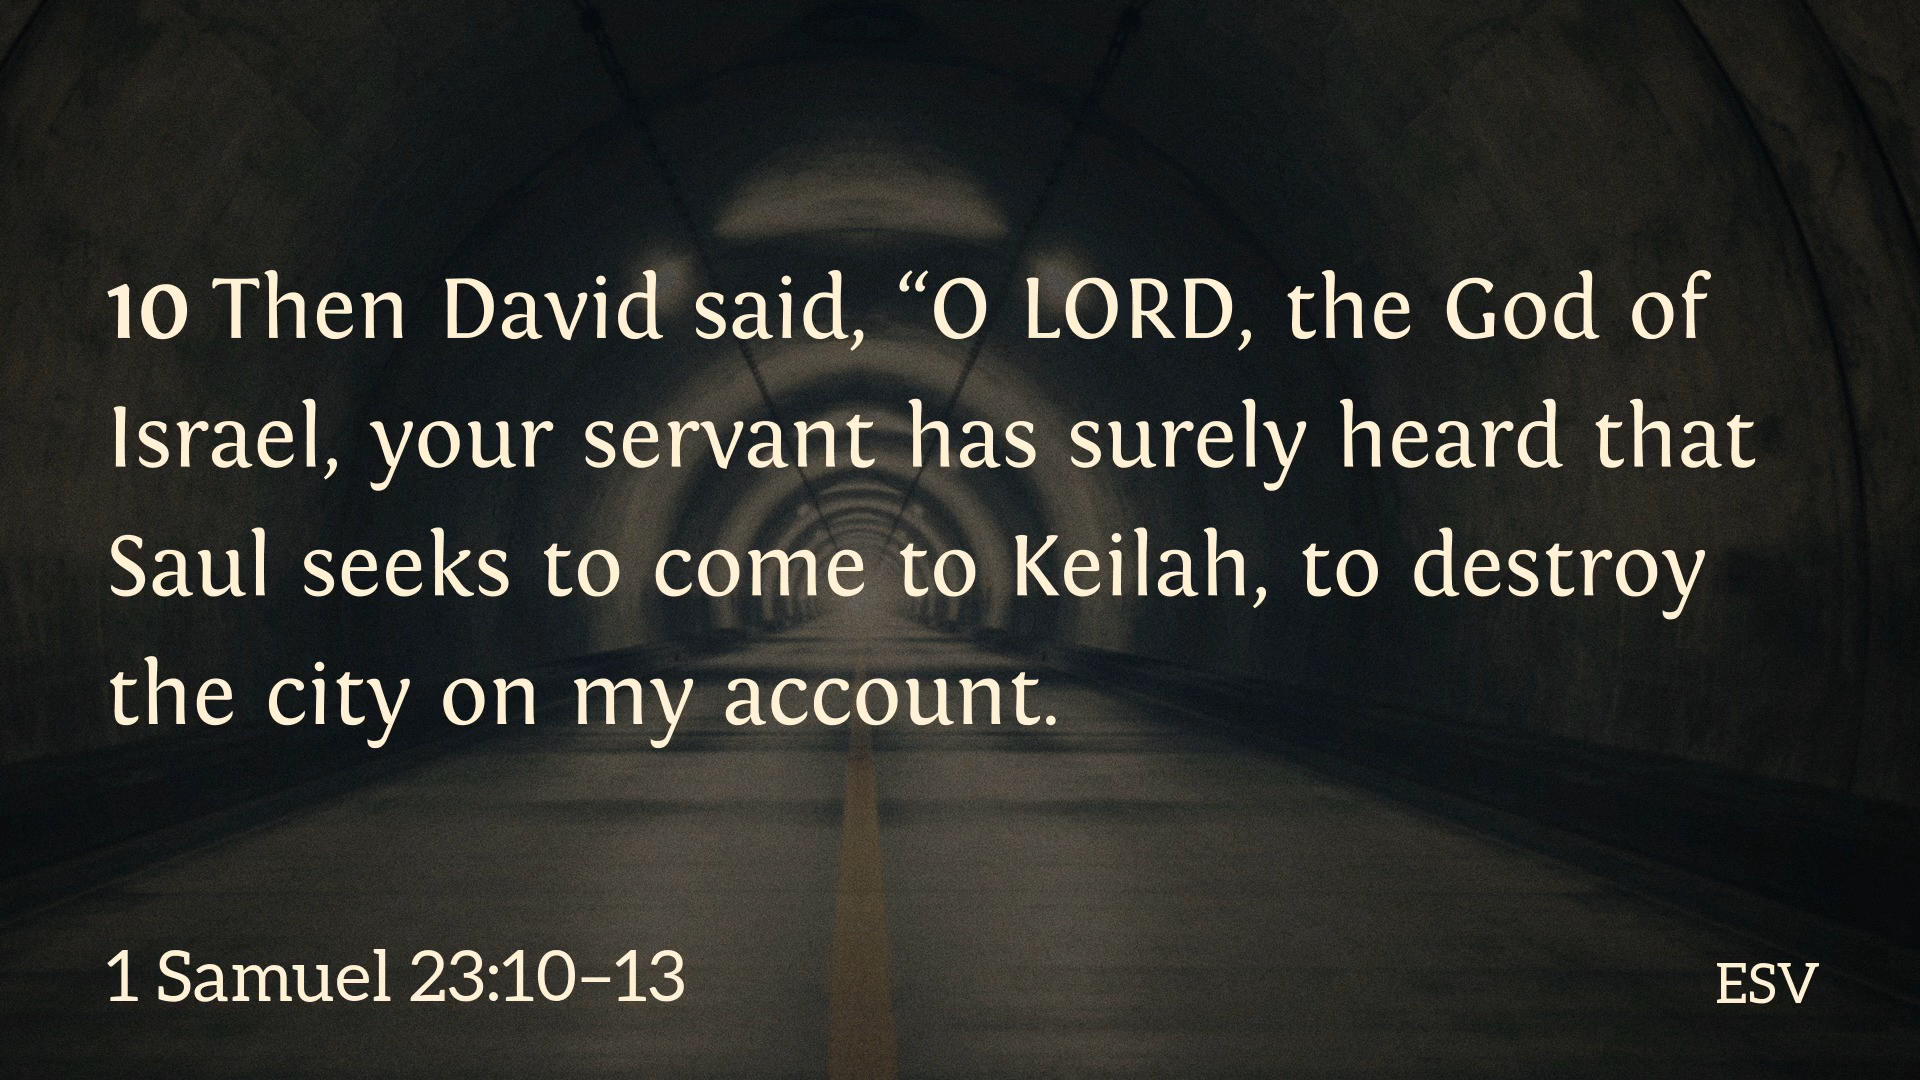 10 Then David said, “O LORD, the God of
Israel, your servant has surely heard that
Saul seeks to come to Keilah, to destroy
the city on my account.
1 Samuel 23:10–13
ESV